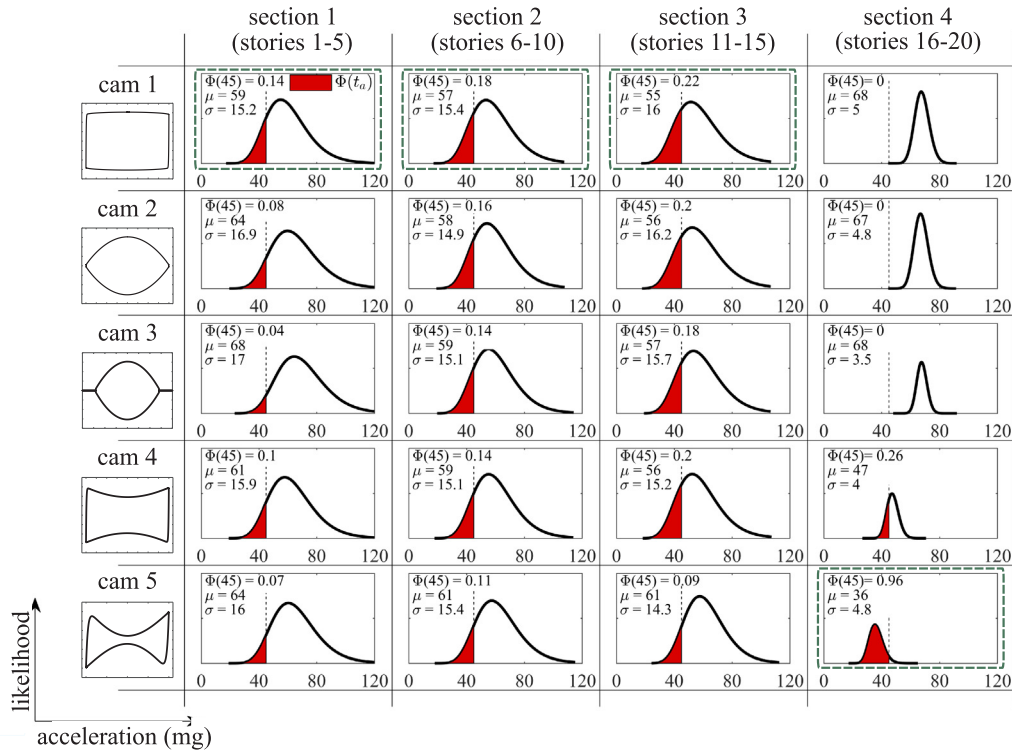 section 1 section 2 section 3 section 4
(stories 1-5) (stories 6-10) (stories 11-15) (stories 16-20)
cam 1
Φ(45) = 0.14 Φ(t_a)
μ = 59
σ = 15.2
0 40 80 120
Φ(45) = 0.18
μ = 57
σ = 15.4
0 40 80 120
Φ(45) = 0.22
μ = 55
σ = 16
0 40 80 120
Φ(45)= 0
μ = 68
σ = 5
0 40 80 120
cam 2
Φ(45) = 0.08
μ = 64
σ = 16.9
0 40 80 120
Φ(45) = 0.16
μ = 58
σ = 14.9
0 40 80 120
Φ(45) = 0.2
μ = 56
σ = 16.2
0 40 80 120
Φ(45)= 0
μ = 67
σ = 4.8
0 40 80 120
cam 3
Φ(45) = 0.04
μ = 68
σ = 17
0 40 80 120
Φ(45) = 0.14
μ = 59
σ = 15.1
0 40 80 120
Φ(45) = 0.18
μ = 57
σ = 15.7
0 40 80 120
Φ(45)= 0
μ = 68
σ = 3.5
0 40 80 120
cam 4
Φ(45) = 0.1
μ = 61
σ = 15.9
0 40 80 120
Φ(45) = 0.14
μ = 59
σ = 15.1
0 40 80 120
Φ(45) = 0.2
μ = 56
σ = 15.2
0 40 80 120
Φ(45)= 0.26
μ = 47
σ = 4
0 40 80 120
cam 5
Φ(45) = 0.07
μ = 64
σ = 16
0 40 80 120
Φ(45) = 0.11
μ = 61
σ = 15.4
0 40 80 120
Φ(45) = 0.09
μ = 61
σ = 14.3
0 40 80 120
Φ(45)= 0.96
μ = 36
σ = 4.8
0 40 80 120
likelihood
acceleration (mg)